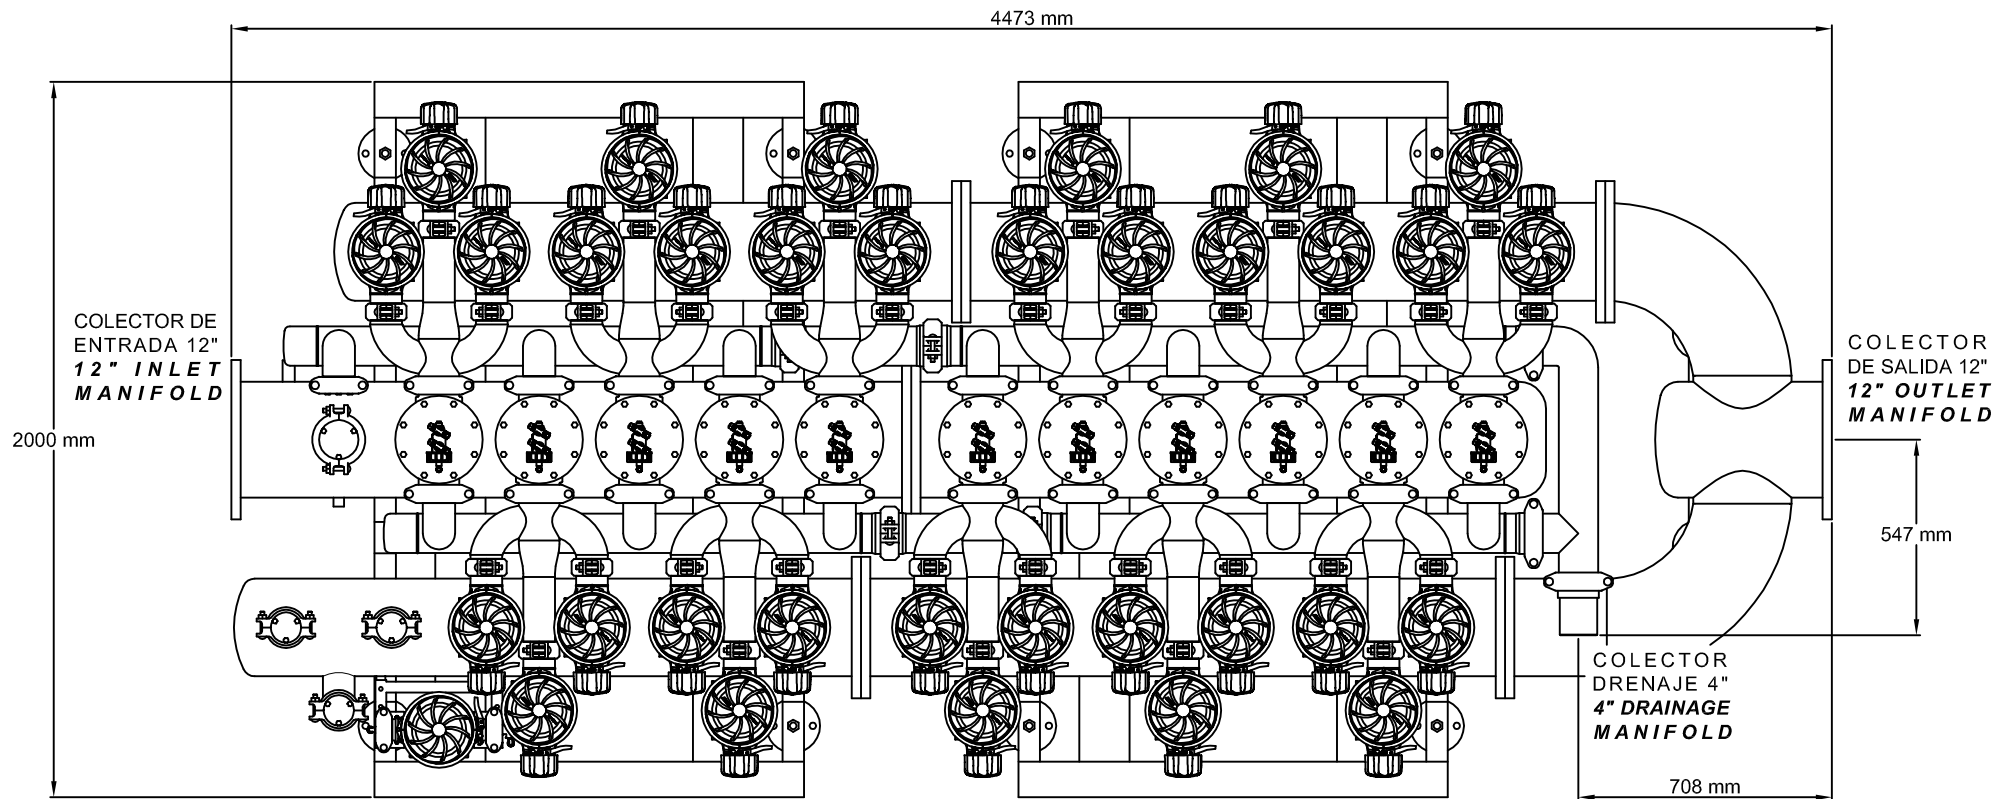 4473 mm
COLECTOR DE
ENTRADA 12"
12" INLET
MANIFOLD
2000 mm
COLECTOR
DE SALIDA 12"
12" OUTLET
MANIFOLD
547 mm
COLECTOR
DRENAJE 4"
4" DRAINAGE
MANIFOLD
708 mm